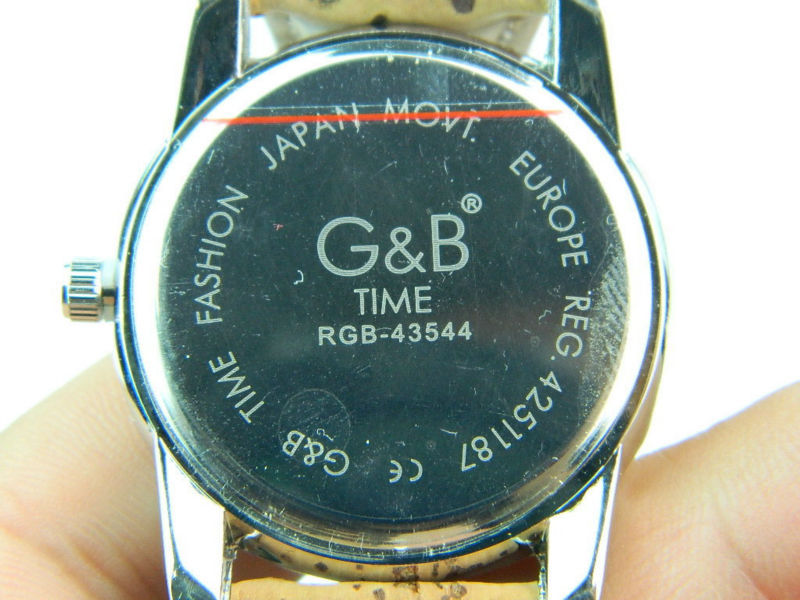 G&B®
TIME
RGB-43544
G&B TIME FASHION JAPAN MOVT. EUROPE REG. 4251187 CE